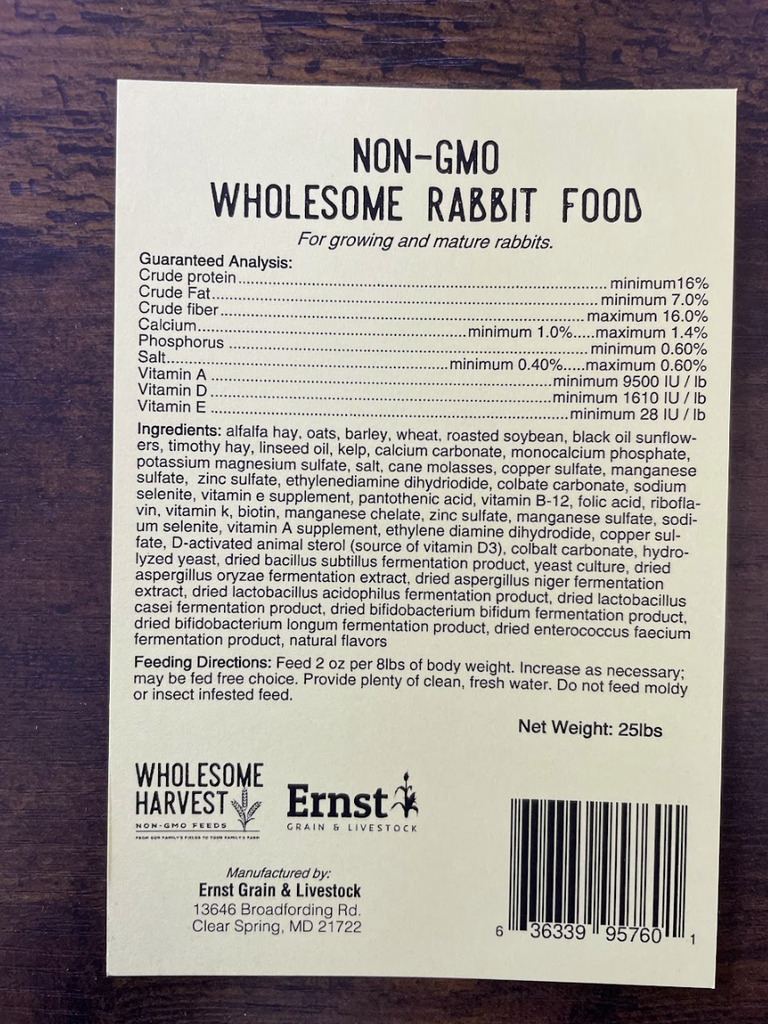 NON-GMO
WHOLESOME RABBIT FOOD
For growing and mature rabbits.
Guaranteed Analysis:
Crude protein.......................................................................................... minimum16%
Crude Fat................................................................................................ minimum 7.0%
Crude fiber............................................................................................ maximum 16.0%
Calcium.................................................................minimum 1.0%.....maximum 1.4%
Phosphorus ........................................................................................... minimum 0.60%
Salt......................................................................minimum 0.40%.....maximum 0.60%
Vitamin A .....................................................................................minimum 9500 IU / lb
Vitamin D .....................................................................................minimum 1610 IU / lb
Vitamin E .........................................................................................minimum 28 IU / lb
Ingredients: alfalfa hay, oats, barley, wheat, roasted soybean, black oil sunflow-
ers, timothy hay, linseed oil, kelp, calcium carbonate, monocalcium phosphate,
potassium magnesium sulfate, salt, cane molasses, copper sulfate, manganese
sulfate, zinc sulfate, ethylenediamine dihydriodide, colbate carbonate, sodium
selenite, vitamin e supplement, pantothenic acid, vitamin B-12, folic acid, ribofla-
vin, vitamin k, biotin, manganese chelate, zinc sulfate, manganese sulfate, sodi-
um selenite, vitamin A supplement, ethylene diamine dihydrodide, copper sul-
fate, D-activated animal sterol (source of vitamin D3), colbalt carbonate, hydro-
lyzed yeast, dried bacillus subtillus fermentation product, yeast culture, dried
aspergillus oryzae fermentation extract, dried aspergillus niger fermentation
extract, dried lactobacillus acidophilus fermentation product, dried lactobacillus
casei fermentation product, dried bifidobacterium bifidum fermentation product,
dried bifidobacterium longum fermentation product, dried enterococcus faecium
fermentation product, natural flavors
Feeding Directions: Feed 2 oz per 8lbs of body weight. Increase as necessary;
may be fed free choice. Provide plenty of clean, fresh water. Do not feed moldy
or insect infested feed.
Net Weight: 25lbs
WHOLESOME
HARVEST
NON-GMO FEEDS
FROM OUR FAMILY'S FIELDS TO YOUR FAMILY'S FARM
Ernst
GRAIN & LIVESTOCK
Manufactured by:
Ernst Grain & Livestock
13646 Broadfording Rd.
Clear Spring, MD 21722
6 36339 95760 1